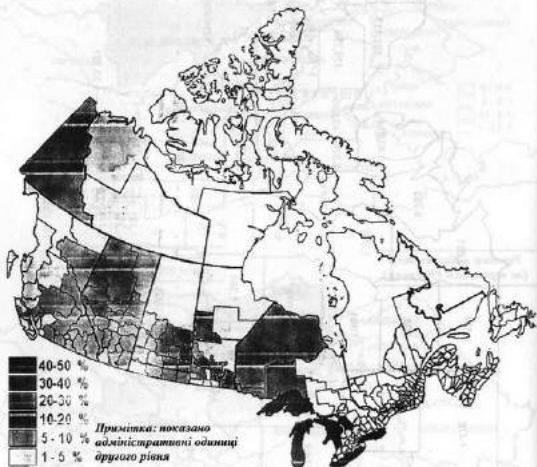 40-50 %
30-40 %
20-30 %
10-20 %
5 - 10 %
1 - 5 %
Примітка: показано
адміністративні одиниці
другого рівня